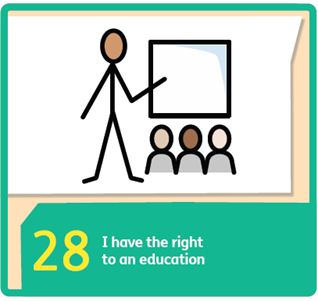 28
I have the right
to an education